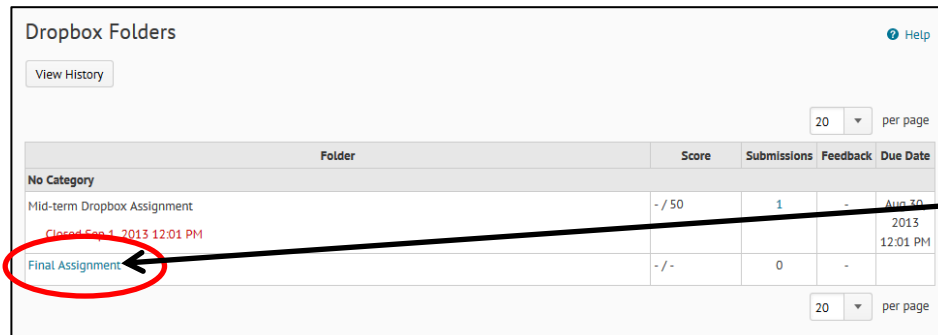 Dropbox Folders
Help
View History
20 per page
Folder Score Submissions Feedback Due Date
No Category
Mid-term Dropbox Assignment - / 50 1 - Aug 30,
2013
12:01 PM
Closed Sep 1, 2013 12:01 PM
Final Assignment - / - 0 -
20 per page